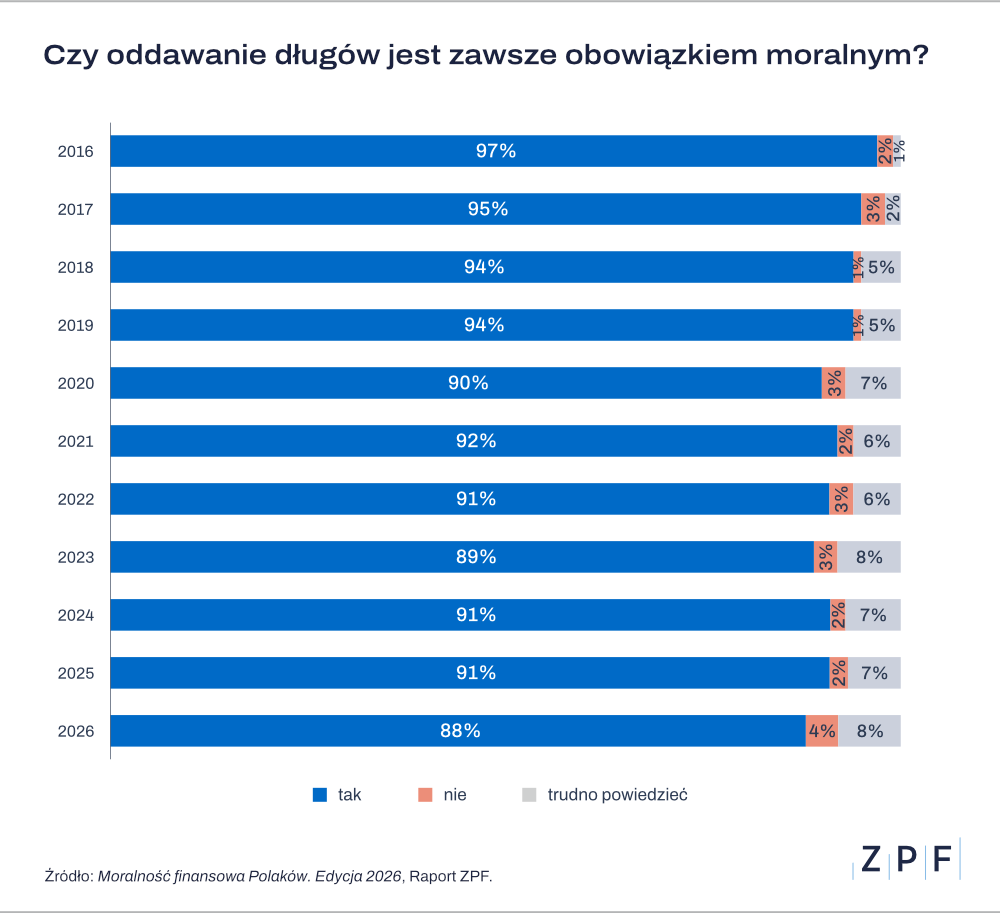 Czy oddawanie długów jest zawsze obowiązkiem moralnym?
2016 97% 2% 1%
2017 95% 3% 2%
2018 94% 1% 5%
2019 94% 1% 5%
2020 90% 3% 7%
2021 92% 2% 6%
2022 91% 3% 6%
2023 89% 3% 8%
2024 91% 2% 7%
2025 91% 2% 7%
2026 88% 4% 8%
tak nie trudno powiedzieć
Źródło: Moralność finansowa Polaków. Edycja 2026, Raport ZPF.
ZPF